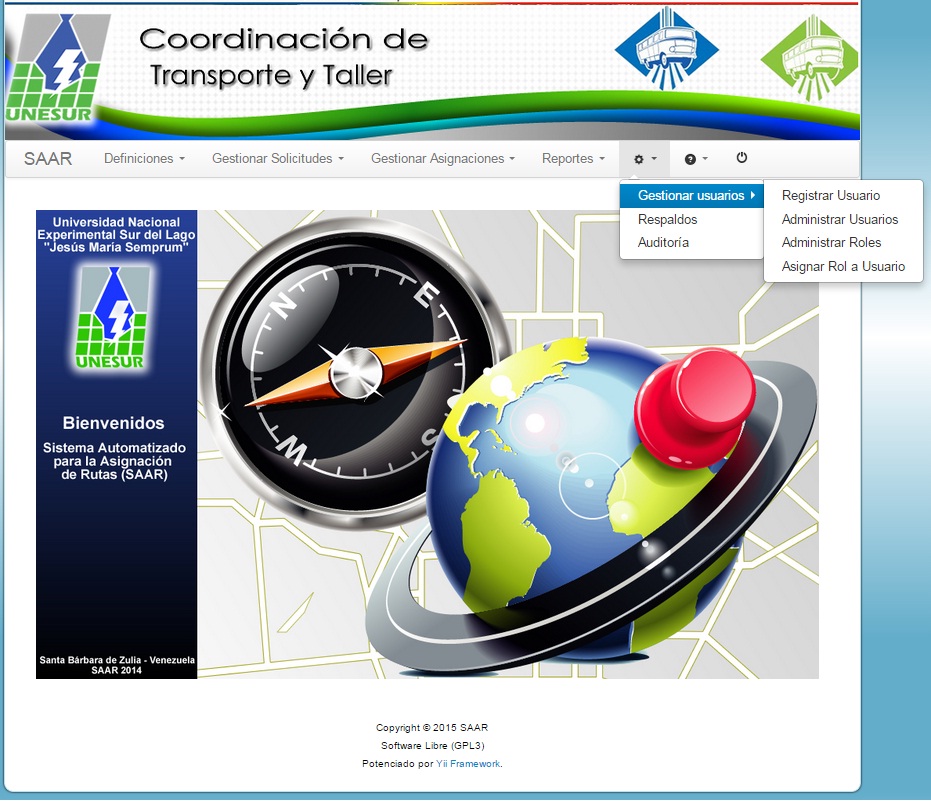 Coordinación de
Transporte y Taller
UNESUR
SAAR Definiciones Gestionar Solicitudes Gestionar Asignaciones Reportes
Gestionar usuarios
Respaldos
Auditoría
Registrar Usuario
Administrar Usuarios
Administrar Roles
Asignar Rol a Usuario
Universidad Nacional
Experimental Sur del Lago
"Jesús María Semprum"
UNESUR
Bienvenidos
Sistema Automatizado
para la Asignación
de Rutas (SAAR)
Santa Bárbara de Zulia - Venezuela
SAAR 2014
N
E
W
S
Copyright © 2015 SAAR
Software Libre (GPL3)
Potenciado por Yii Framework.